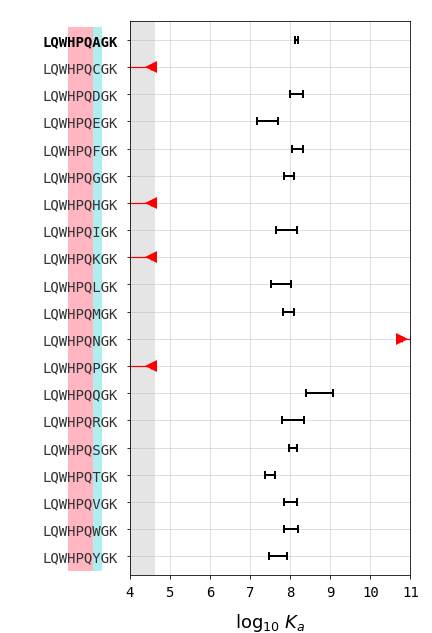 LQWHPQAGK
LQWHPQCGK
LQWHPQDGK
LQWHPQEGK
LQWHPQFGK
LQWHPQGGK
LQWHPQHGK
LQWHPQIGK
LQWHPQKGK
LQWHPQLGK
LQWHPQMGK
LQWHPQNGK
LQWHPQPGK
LQWHPQQGK
LQWHPQRGK
LQWHPQSGK
LQWHPQTGK
LQWHPQVGK
LQWHPQWGK
LQWHPQYGK
4 5 6 7 8 9 10 11
log₁₀ Kₐ